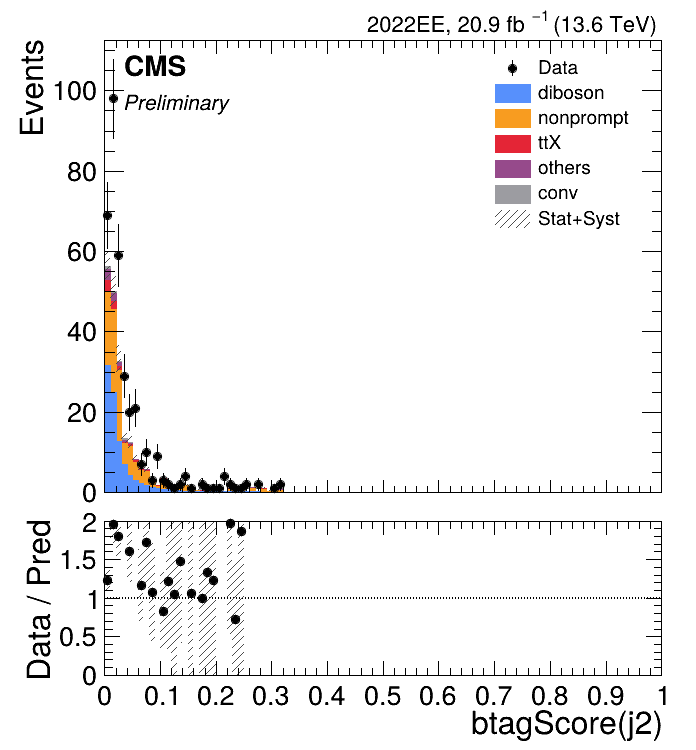 2022EE, 20.9 fb⁻¹ (13.6 TeV)
CMS
Preliminary
Events
100
80
60
40
20
0
Data
diboson
nonprompt
ttX
others
conv
Stat+Syst
Data / Pred
2
1.5
1
0.5
0
0 0.1 0.2 0.3 0.4 0.5 0.6 0.7 0.8 0.9 1
btagScore(j2)